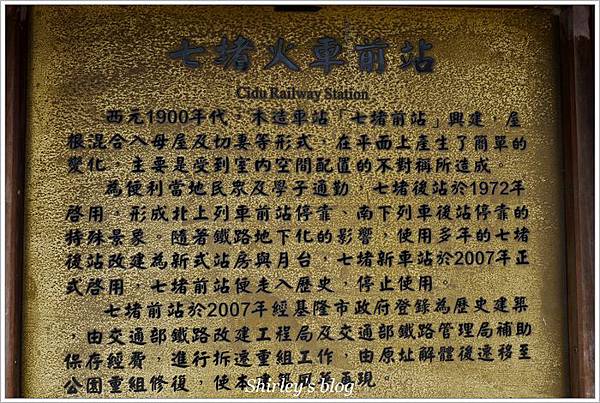 七堵火車前站
Cidu Railway Station
西元1900年代，木造車站「七堵前站」興建，屋
根混合入母屋及切妻等形式，在平面上產生了簡單的
變化，主要是受到室內空間配置的不對稱所造成。
為便利當地民眾及學子通勤，七堵後站於1972年
啓用，形成北上列車前站停靠、南下列車後站停靠的
特殊景象。隨著鐵路地下化的影響，使用多年的七堵
後站改建為新式站房與月台，七堵新車站於2007年正
式啓用，七堵前站便走入歷史，停止使用。
七堵前站於2007年經基隆市政府登錄為歷史建築
，由交通部鐵路改建工程局及交通部鐵路管理局補助
保存經費，進行拆遷重組工作，由原址解體後遷移至
公園重組修復，使本建築風華再現。
Shirley's blog